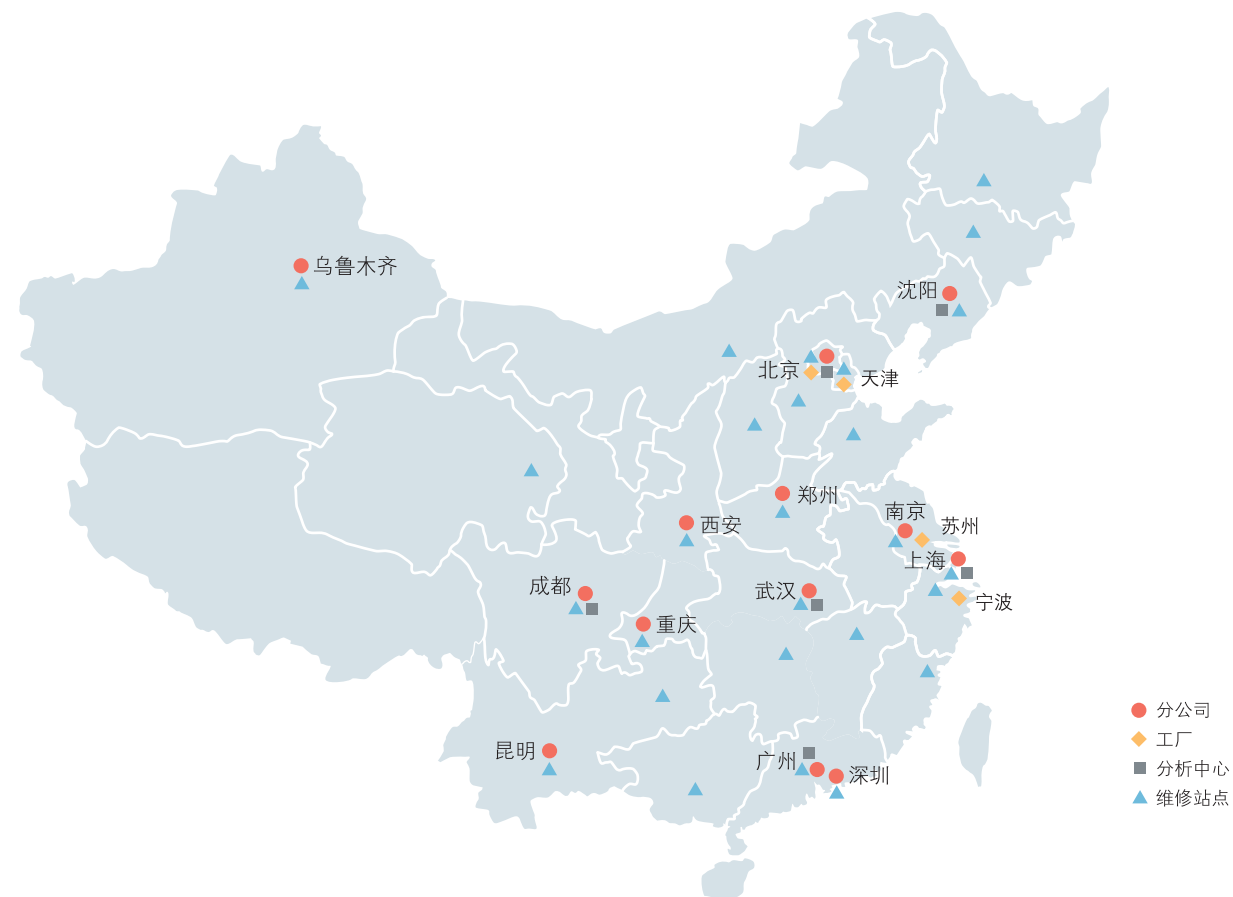 乌鲁木齐
沈阳
北京
天津
郑州
南京
苏州
西安
上海
成都
武汉
宁波
重庆
昆明
广州
深圳
分公司
工厂
分析中心
维修站点